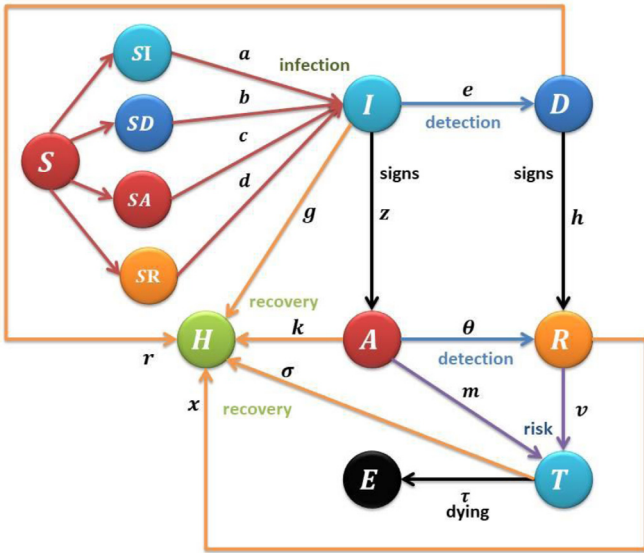 SI
a
infection
SD
b
I
e
D
detection
S
c
SA
d
signs
signs
g
z
h
SR
recovery
H
k
A
θ
R
r
detection
σ
x
recovery
m
v
risk
E
T
τ
dying